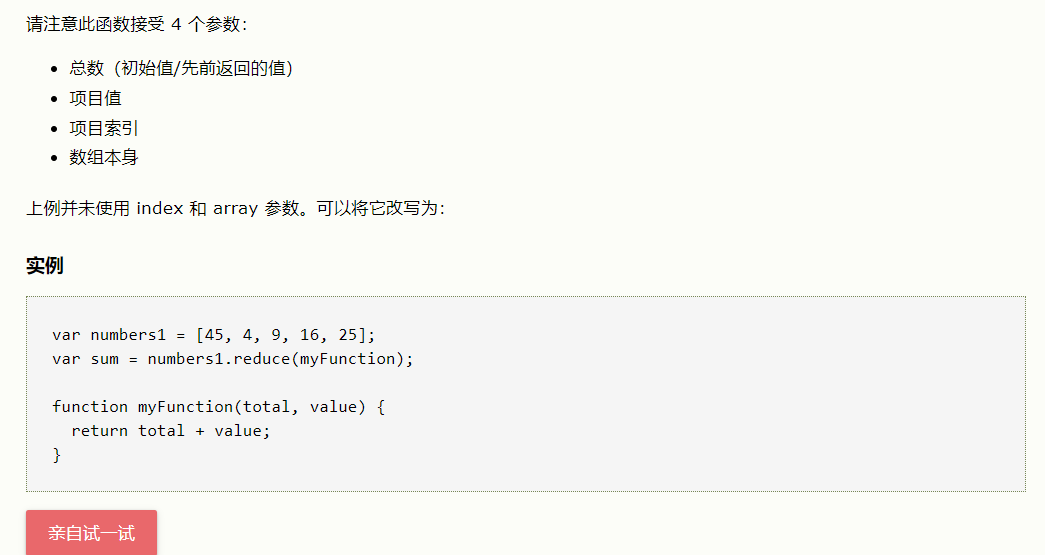 请注意此函数接受 4 个参数：
总数（初始值/先前返回的值）
项目值
项目索引
数组本身
上例并未使用 index 和 array 参数。可以将它改写为：
实例
var numbers1 = [45, 4, 9, 16, 25];
var sum = numbers1.reduce(myFunction);
function myFunction(total, value) {
  return total + value;
}
亲自试一试